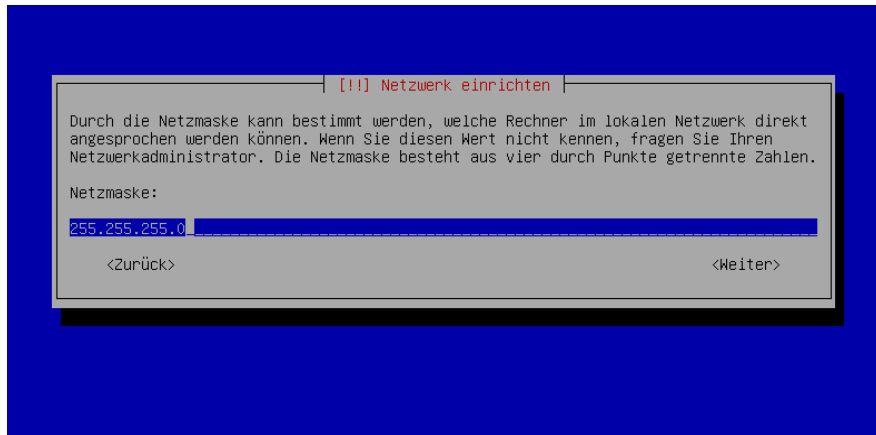 [!!] Netzwerk einrichten
Durch die Netzmaske kann bestimmt werden, welche Rechner im lokalen Netzwerk direkt
angesprochen werden können. Wenn Sie diesen Wert nicht kennen, fragen Sie Ihren
Netzwerkadministrator. Die Netzmaske besteht aus vier durch Punkte getrennte Zahlen.
Netzmaske:
255.255.255.0
<Zurück> <Weiter>